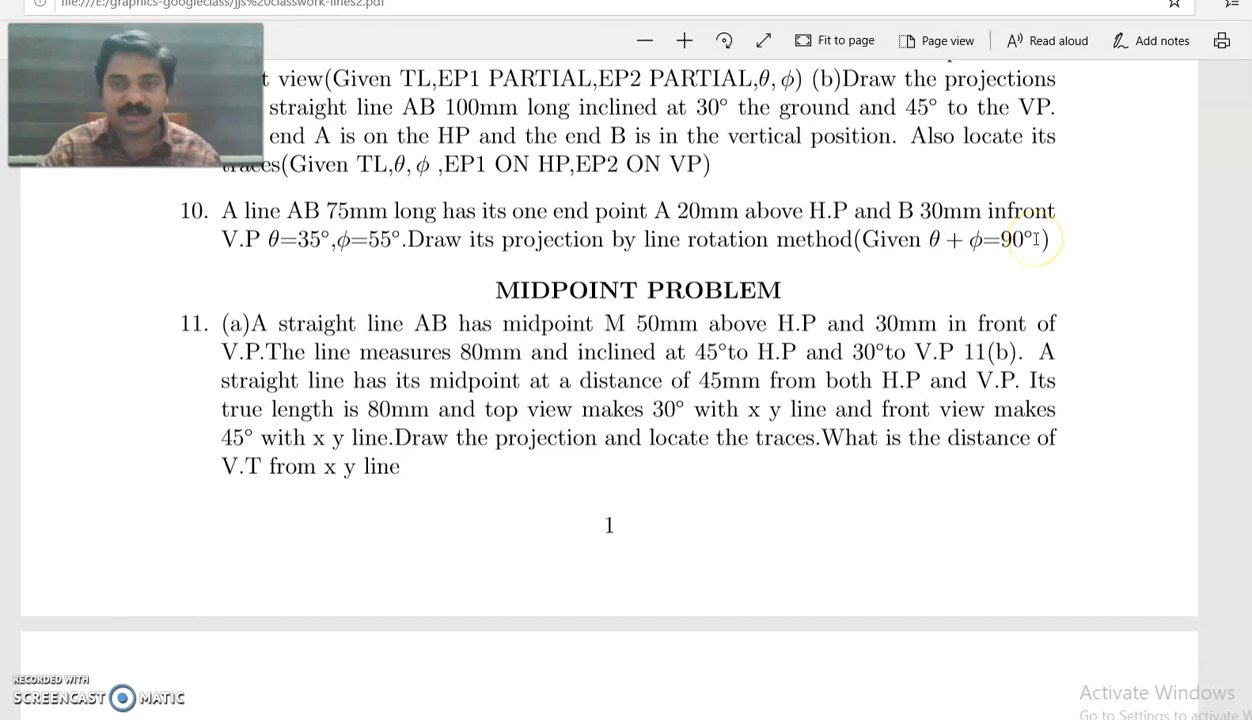 file:///E:/graphics-googleclass/jjs%20classwork-lines2.pdf
Fit to page Page view Read aloud Add notes
t view(Given TL,EP1 PARTIAL,EP2 PARTIAL,θ, ϕ) (b)Draw the projections
straight line AB 100mm long inclined at 30° the ground and 45° to the VP.
end A is on the HP and the end B is in the vertical position. Also locate its
traces(Given TL,θ, ϕ ,EP1 ON HP,EP2 ON VP)
10. A line AB 75mm long has its one end point A 20mm above H.P and B 30mm infront
V.P θ=35°,ϕ=55°.Draw its projection by line rotation method(Given θ + ϕ=90°)
MIDPOINT PROBLEM
11. (a)A straight line AB has midpoint M 50mm above H.P and 30mm in front of
V.P.The line measures 80mm and inclined at 45°to H.P and 30°to V.P 11(b). A
straight line has its midpoint at a distance of 45mm from both H.P and V.P. Its
true length is 80mm and top view makes 30° with x y line and front view makes
45° with x y line.Draw the projection and locate the traces.What is the distance of
V.T from x y line
1
RECORDED WITH
SCREENCAST MATIC
Activate Windows
Go to Settings to activate W